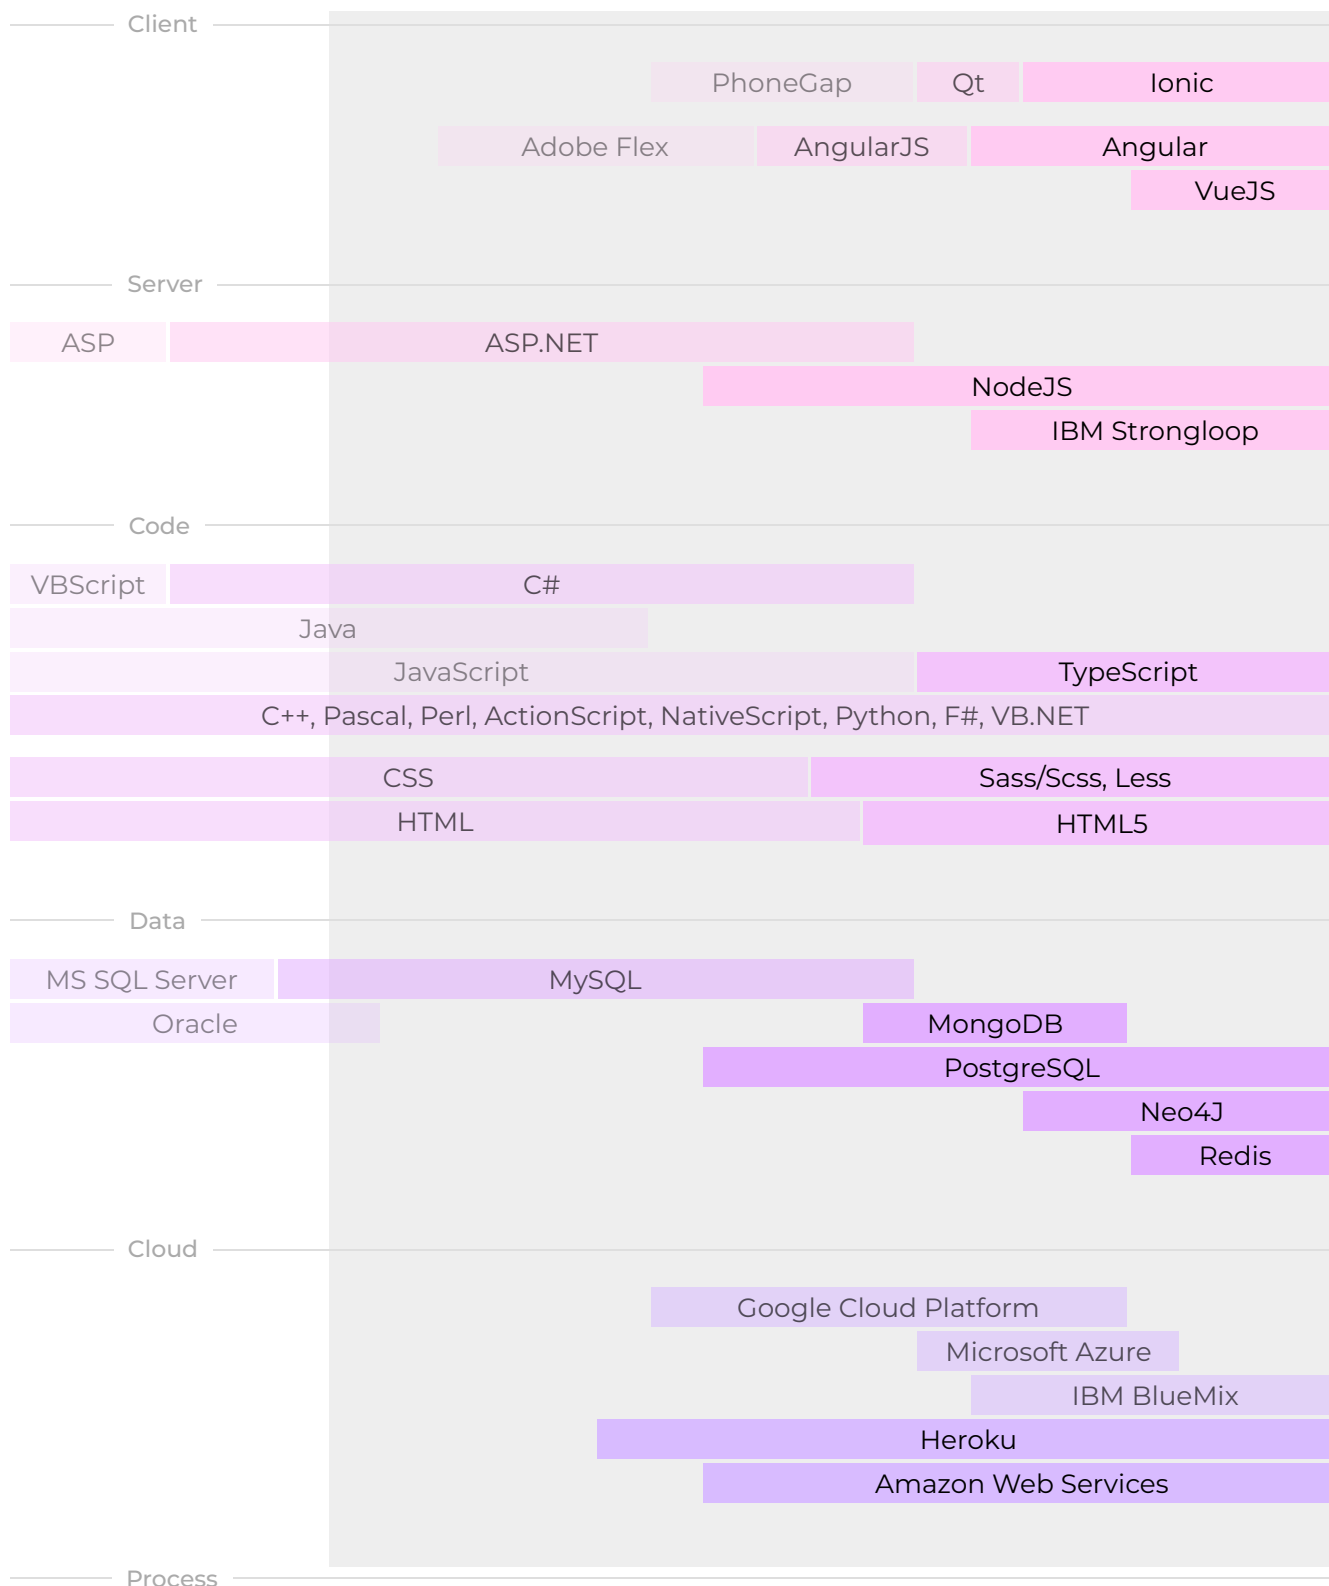 Client
PhoneGap Qt Ionic
Adobe Flex AngularJS Angular
VueJS
Server
ASP ASP.NET
NodeJS
IBM Strongloop
Code
VBScript C#
Java
JavaScript TypeScript
C++, Pascal, Perl, ActionScript, NativeScript, Python, F#, VB.NET
CSS Sass/Scss, Less
HTML HTML5
Data
MS SQL Server MySQL
Oracle MongoDB
PostgreSQL
Neo4J
Redis
Cloud
Google Cloud Platform
Microsoft Azure
IBM BlueMix
Heroku
Amazon Web Services
Process